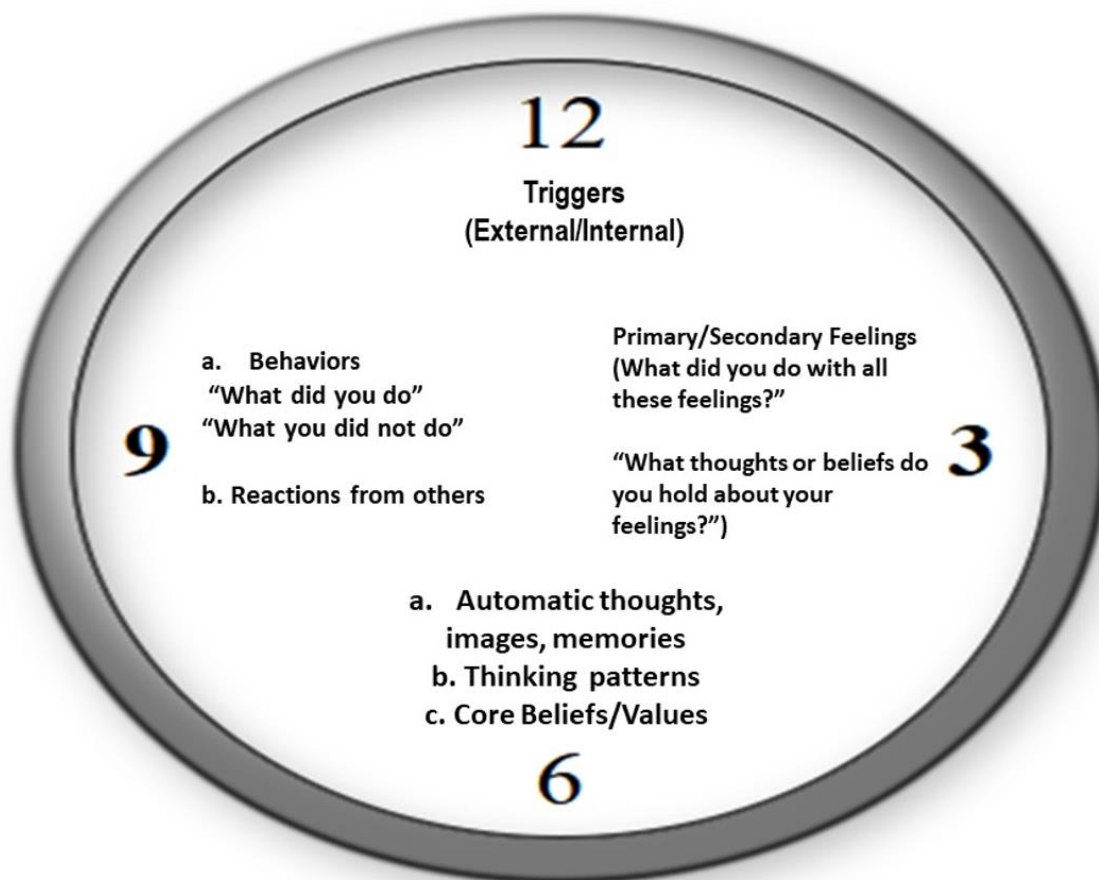 12
Triggers
(External/Internal)
Primary/Secondary Feelings
(What did you do with all
these feelings?”
“What thoughts or beliefs do
you hold about your
feelings?”)
3
a. Automatic thoughts,
images, memories
b. Thinking patterns
c. Core Beliefs/Values
6
a. Behaviors
“What did you do”
“What you did not do”
9
b. Reactions from others